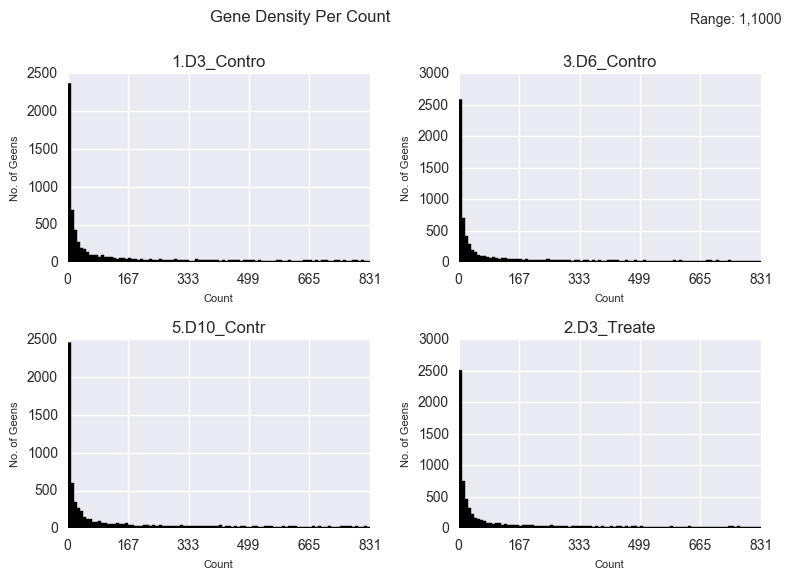 Gene Density Per Count
Range: 1,1000
1.D3_Contro
2500
2000
1500
1000
500
0
No. of Geens
0 167 333 499 665 831
Count
3.D6_Contro
3000
2500
2000
1500
1000
500
0
No. of Geens
0 167 333 499 665 831
Count
5.D10_Contr
2500
2000
1500
1000
500
0
No. of Geens
0 167 333 499 665 831
Count
2.D3_Treate
3000
2500
2000
1500
1000
500
0
No. of Geens
0 167 333 499 665 831
Count